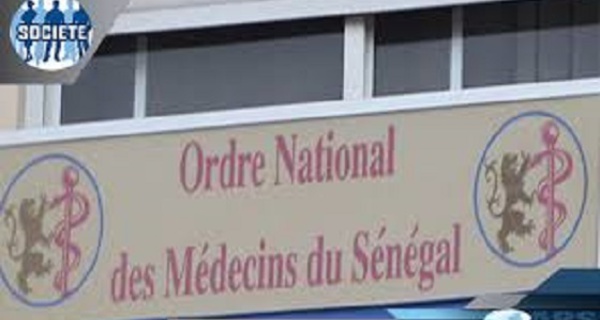 SOCIETE
Ordre National
des Médecins du Sénégal